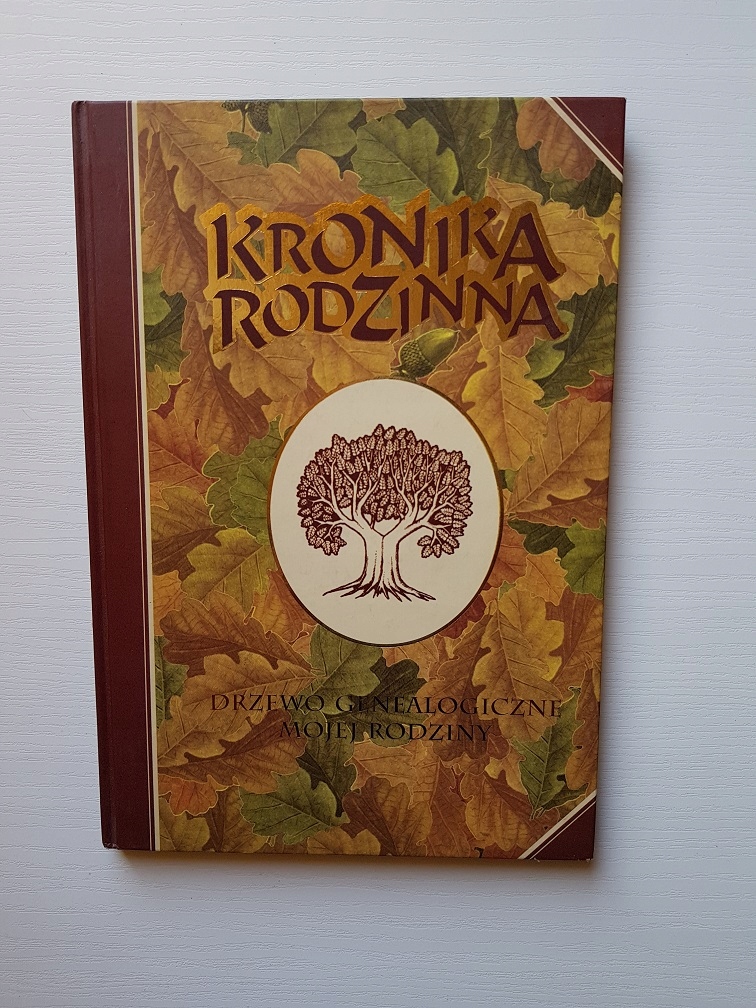 KRONIKA
RODZINNA
DRZEWO GENEALOGICZNE
MOJEJ RODZINY